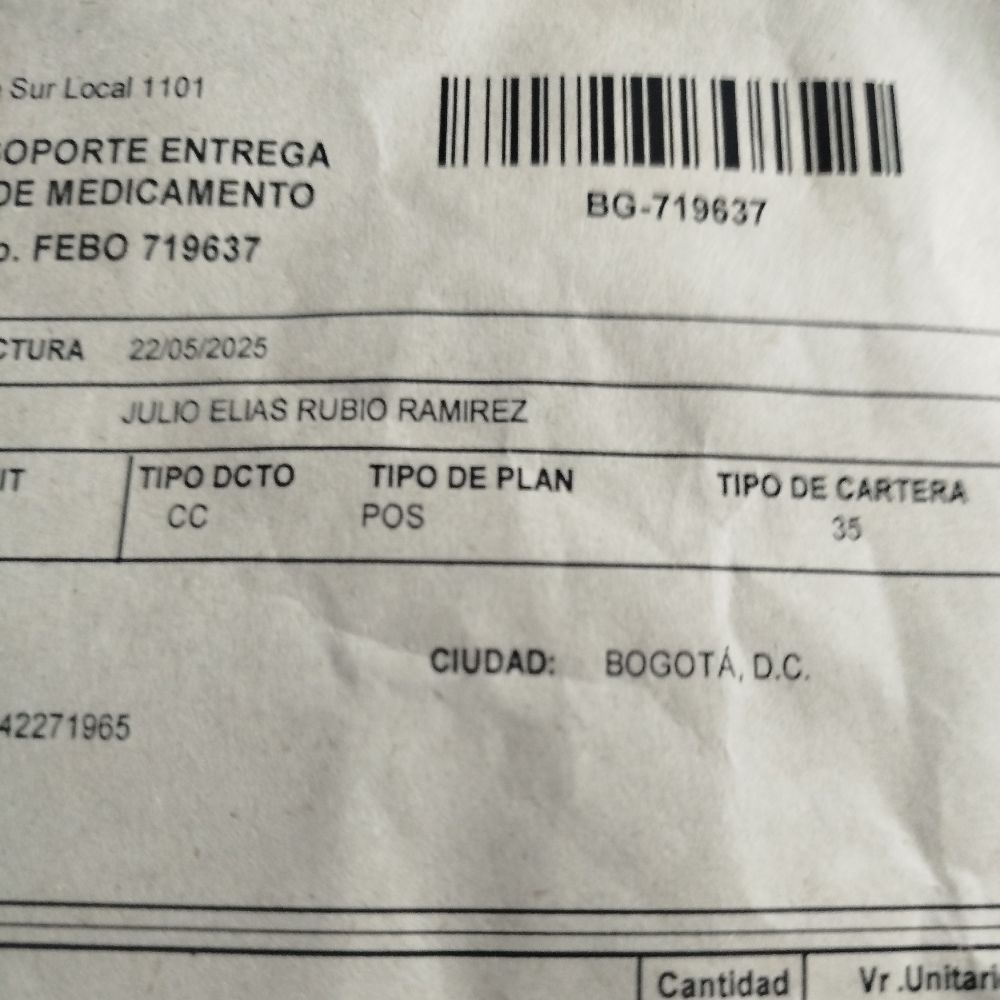 Sur Local 1101
SOPORTE ENTREGA
DE MEDICAMENTO
o. FEBO 719637
BG-719637
CTURA 22/05/2025
JULIO ELIAS RUBIO RAMIREZ
IT TIPO DCTO TIPO DE PLAN TIPO DE CARTERA
CC POS 35
CIUDAD: BOGOTÁ, D.C.
42271965
Cantidad Vr .Unitari